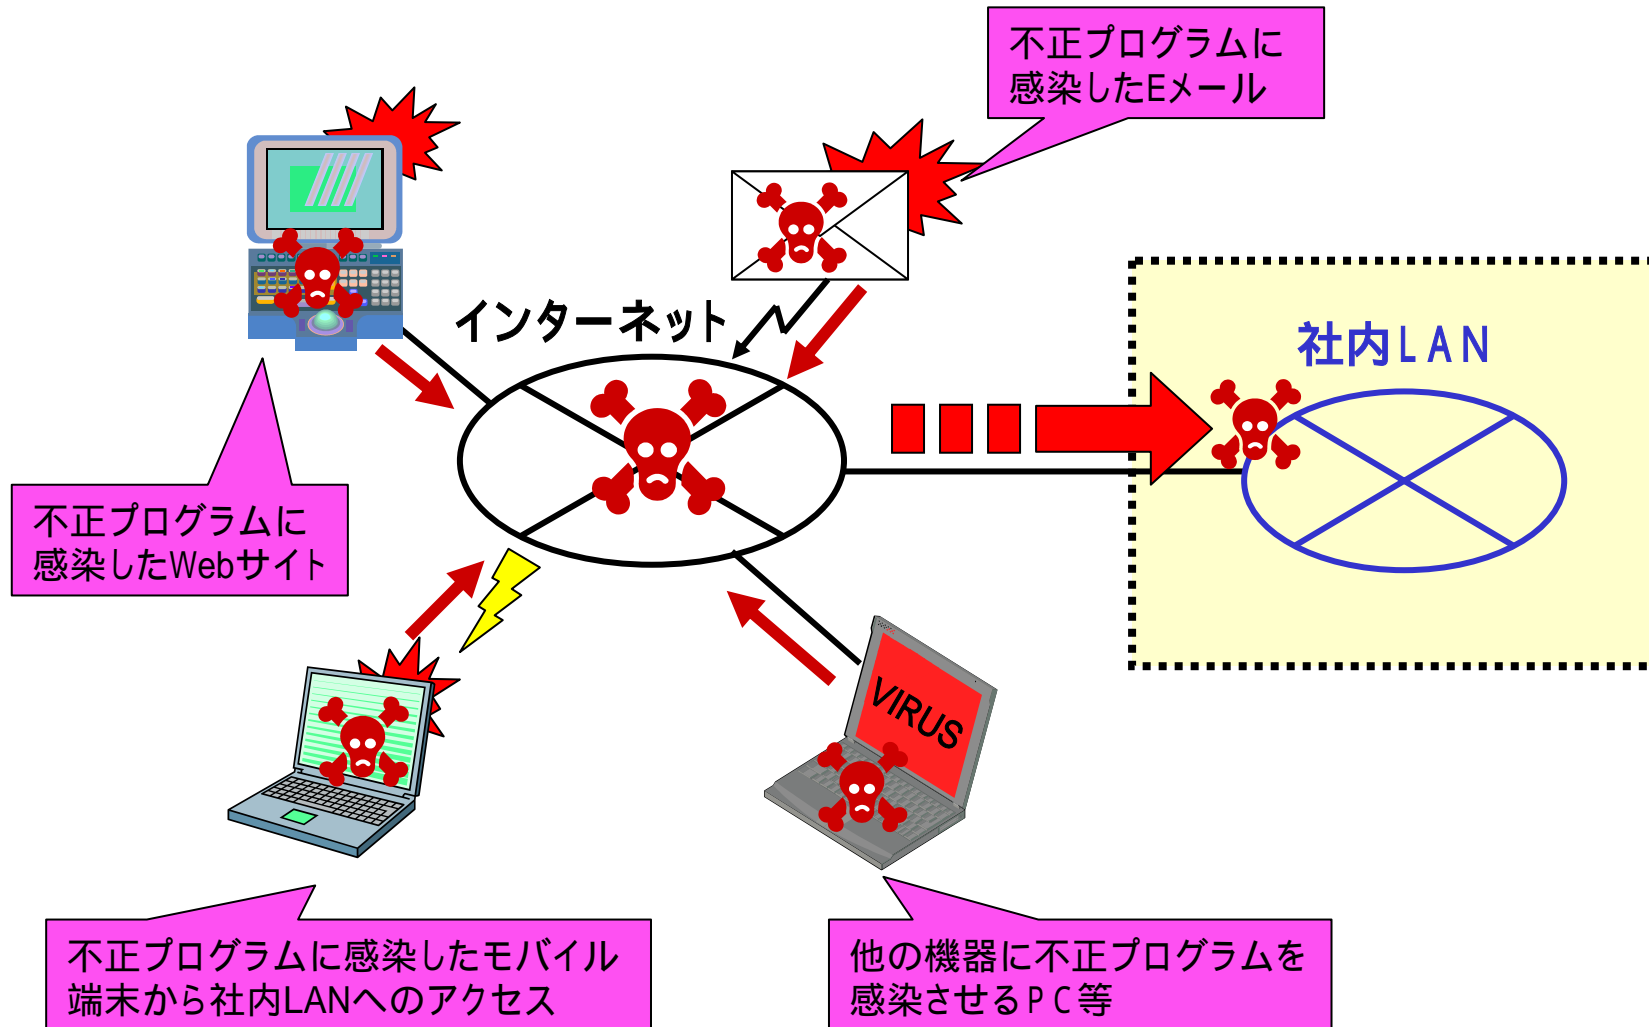 不正プログラムに
感染したEメール
インターネット
社内LAN
不正プログラムに
感染したWebサイト
VIRUS
不正プログラムに感染したモバイル
端末から社内LANへのアクセス
他の機器に不正プログラムを
感染させるPC等